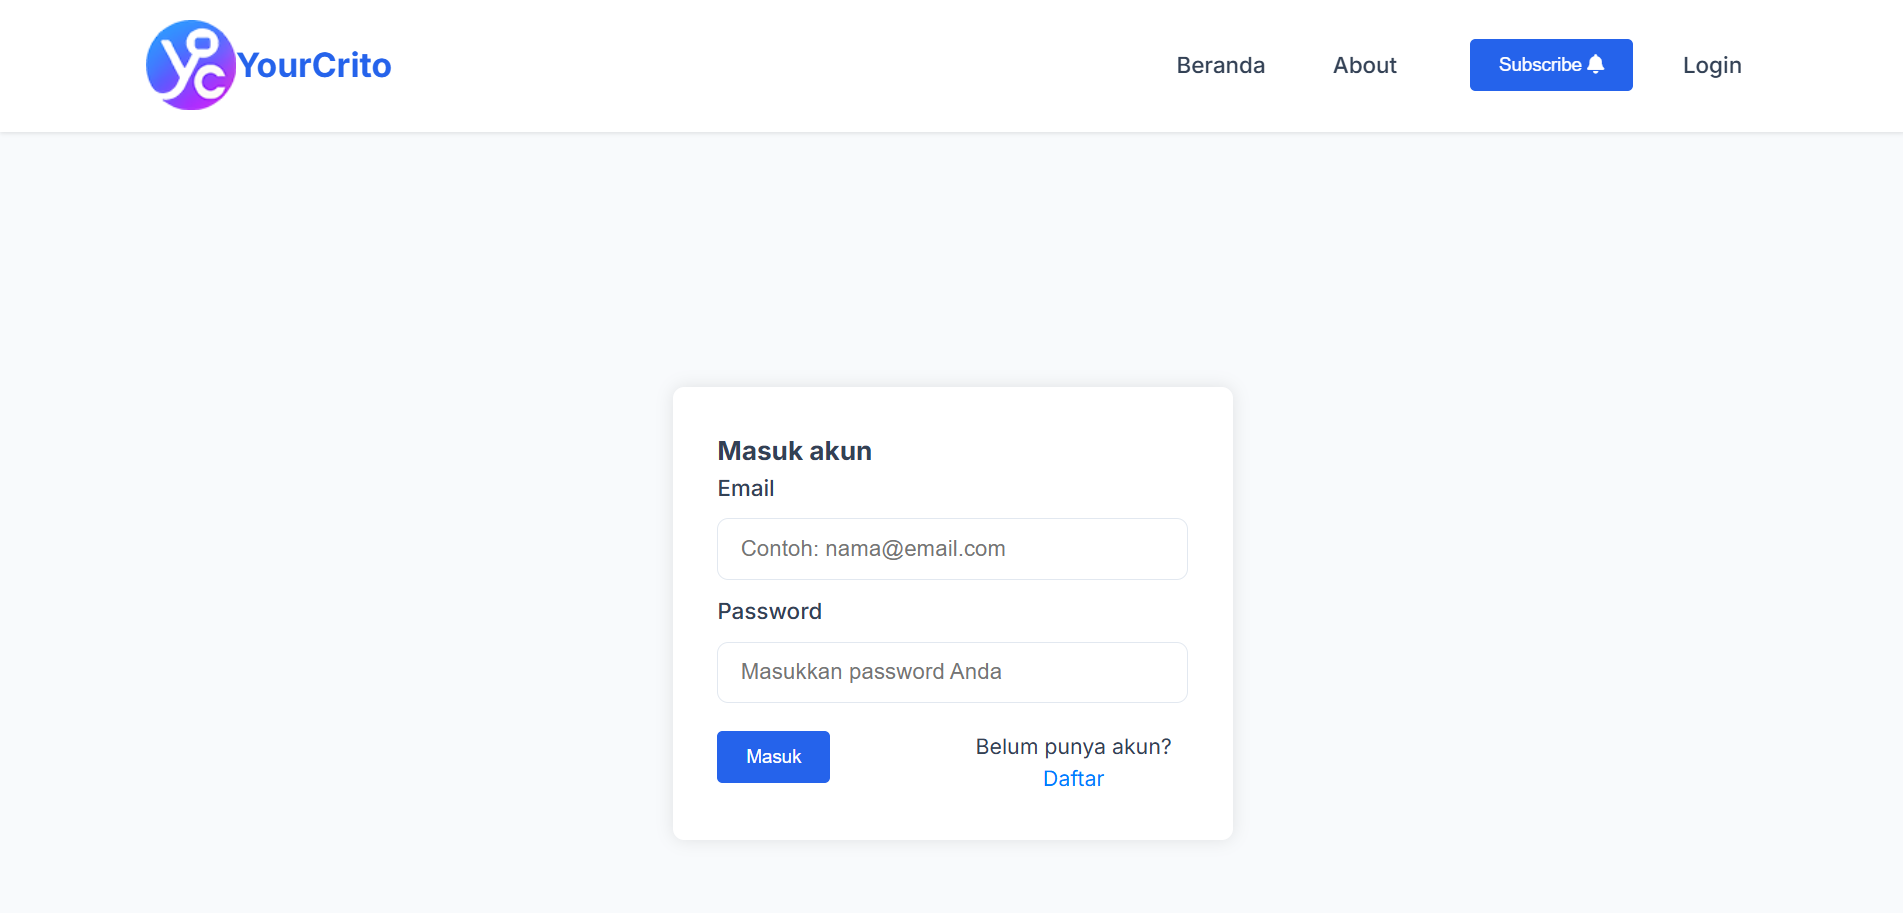 YOC
YourCrito
Beranda
About
Subscribe
Login
Masuk akun
Email
Contoh: nama@email.com
Password
Masukkan password Anda
Masuk
Belum punya akun?
Daftar